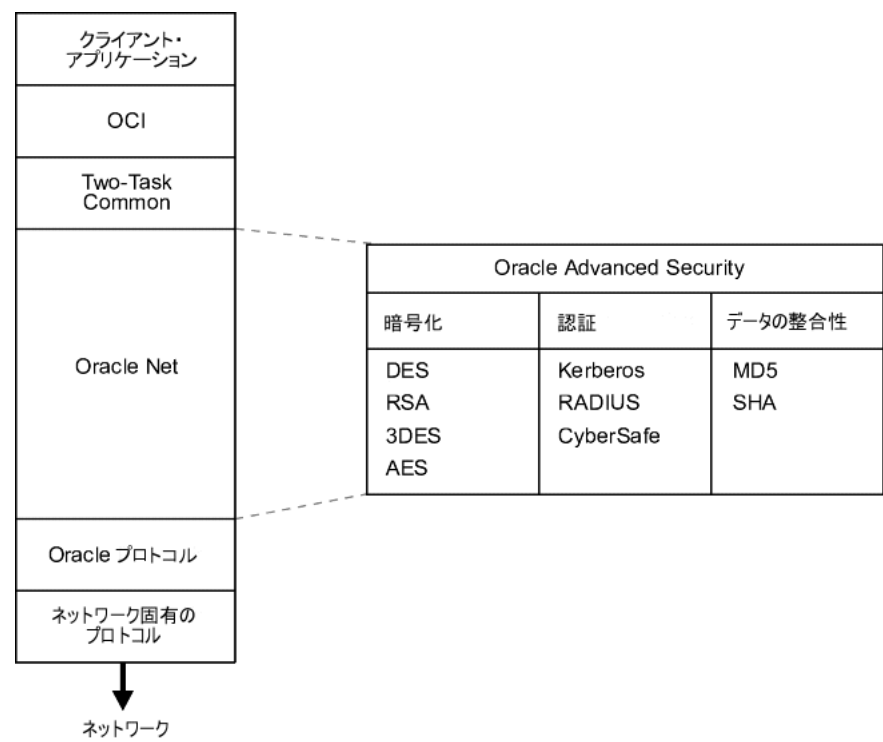 クライアント・
アプリケーション
OCI
Two-Task
Common
Oracle Net
Oracle プロトコル
ネットワーク固有の
プロトコル
ネットワーク
Oracle Advanced Security
暗号化
認証
データの整合性
DES
RSA
3DES
AES
Kerberos
RADIUS
CyberSafe
MD5
SHA